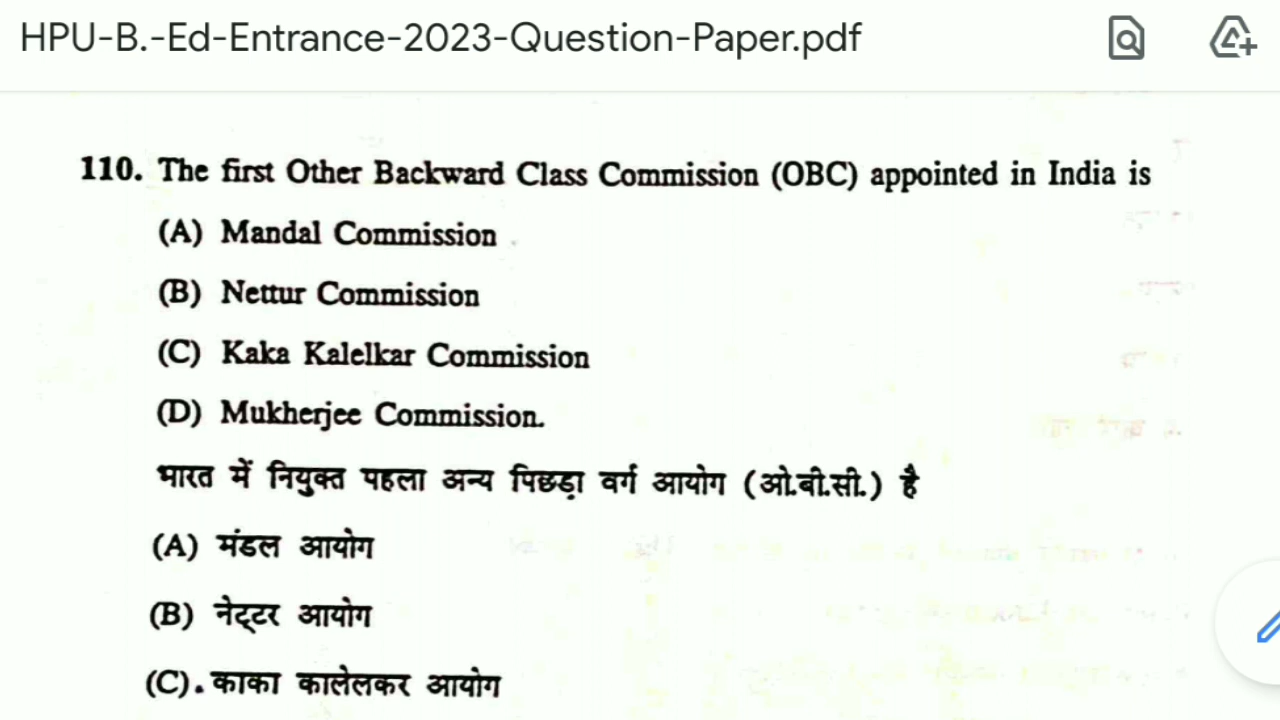 HPU-B.-Ed-Entrance-2023-Question-Paper.pdf
110. The first Other Backward Class Commission (OBC) appointed in India is
(A) Mandal Commission
(B) Nettur Commission
(C) Kaka Kalelkar Commission
(D) Mukherjee Commission.
भारत में नियुक्त पहला अन्य पिछड़ा वर्ग आयोग (ओ.बी.सी.) है
(A) मंडल आयोग
(B) नेट्टर आयोग
(C). काका कालेलकर आयोग